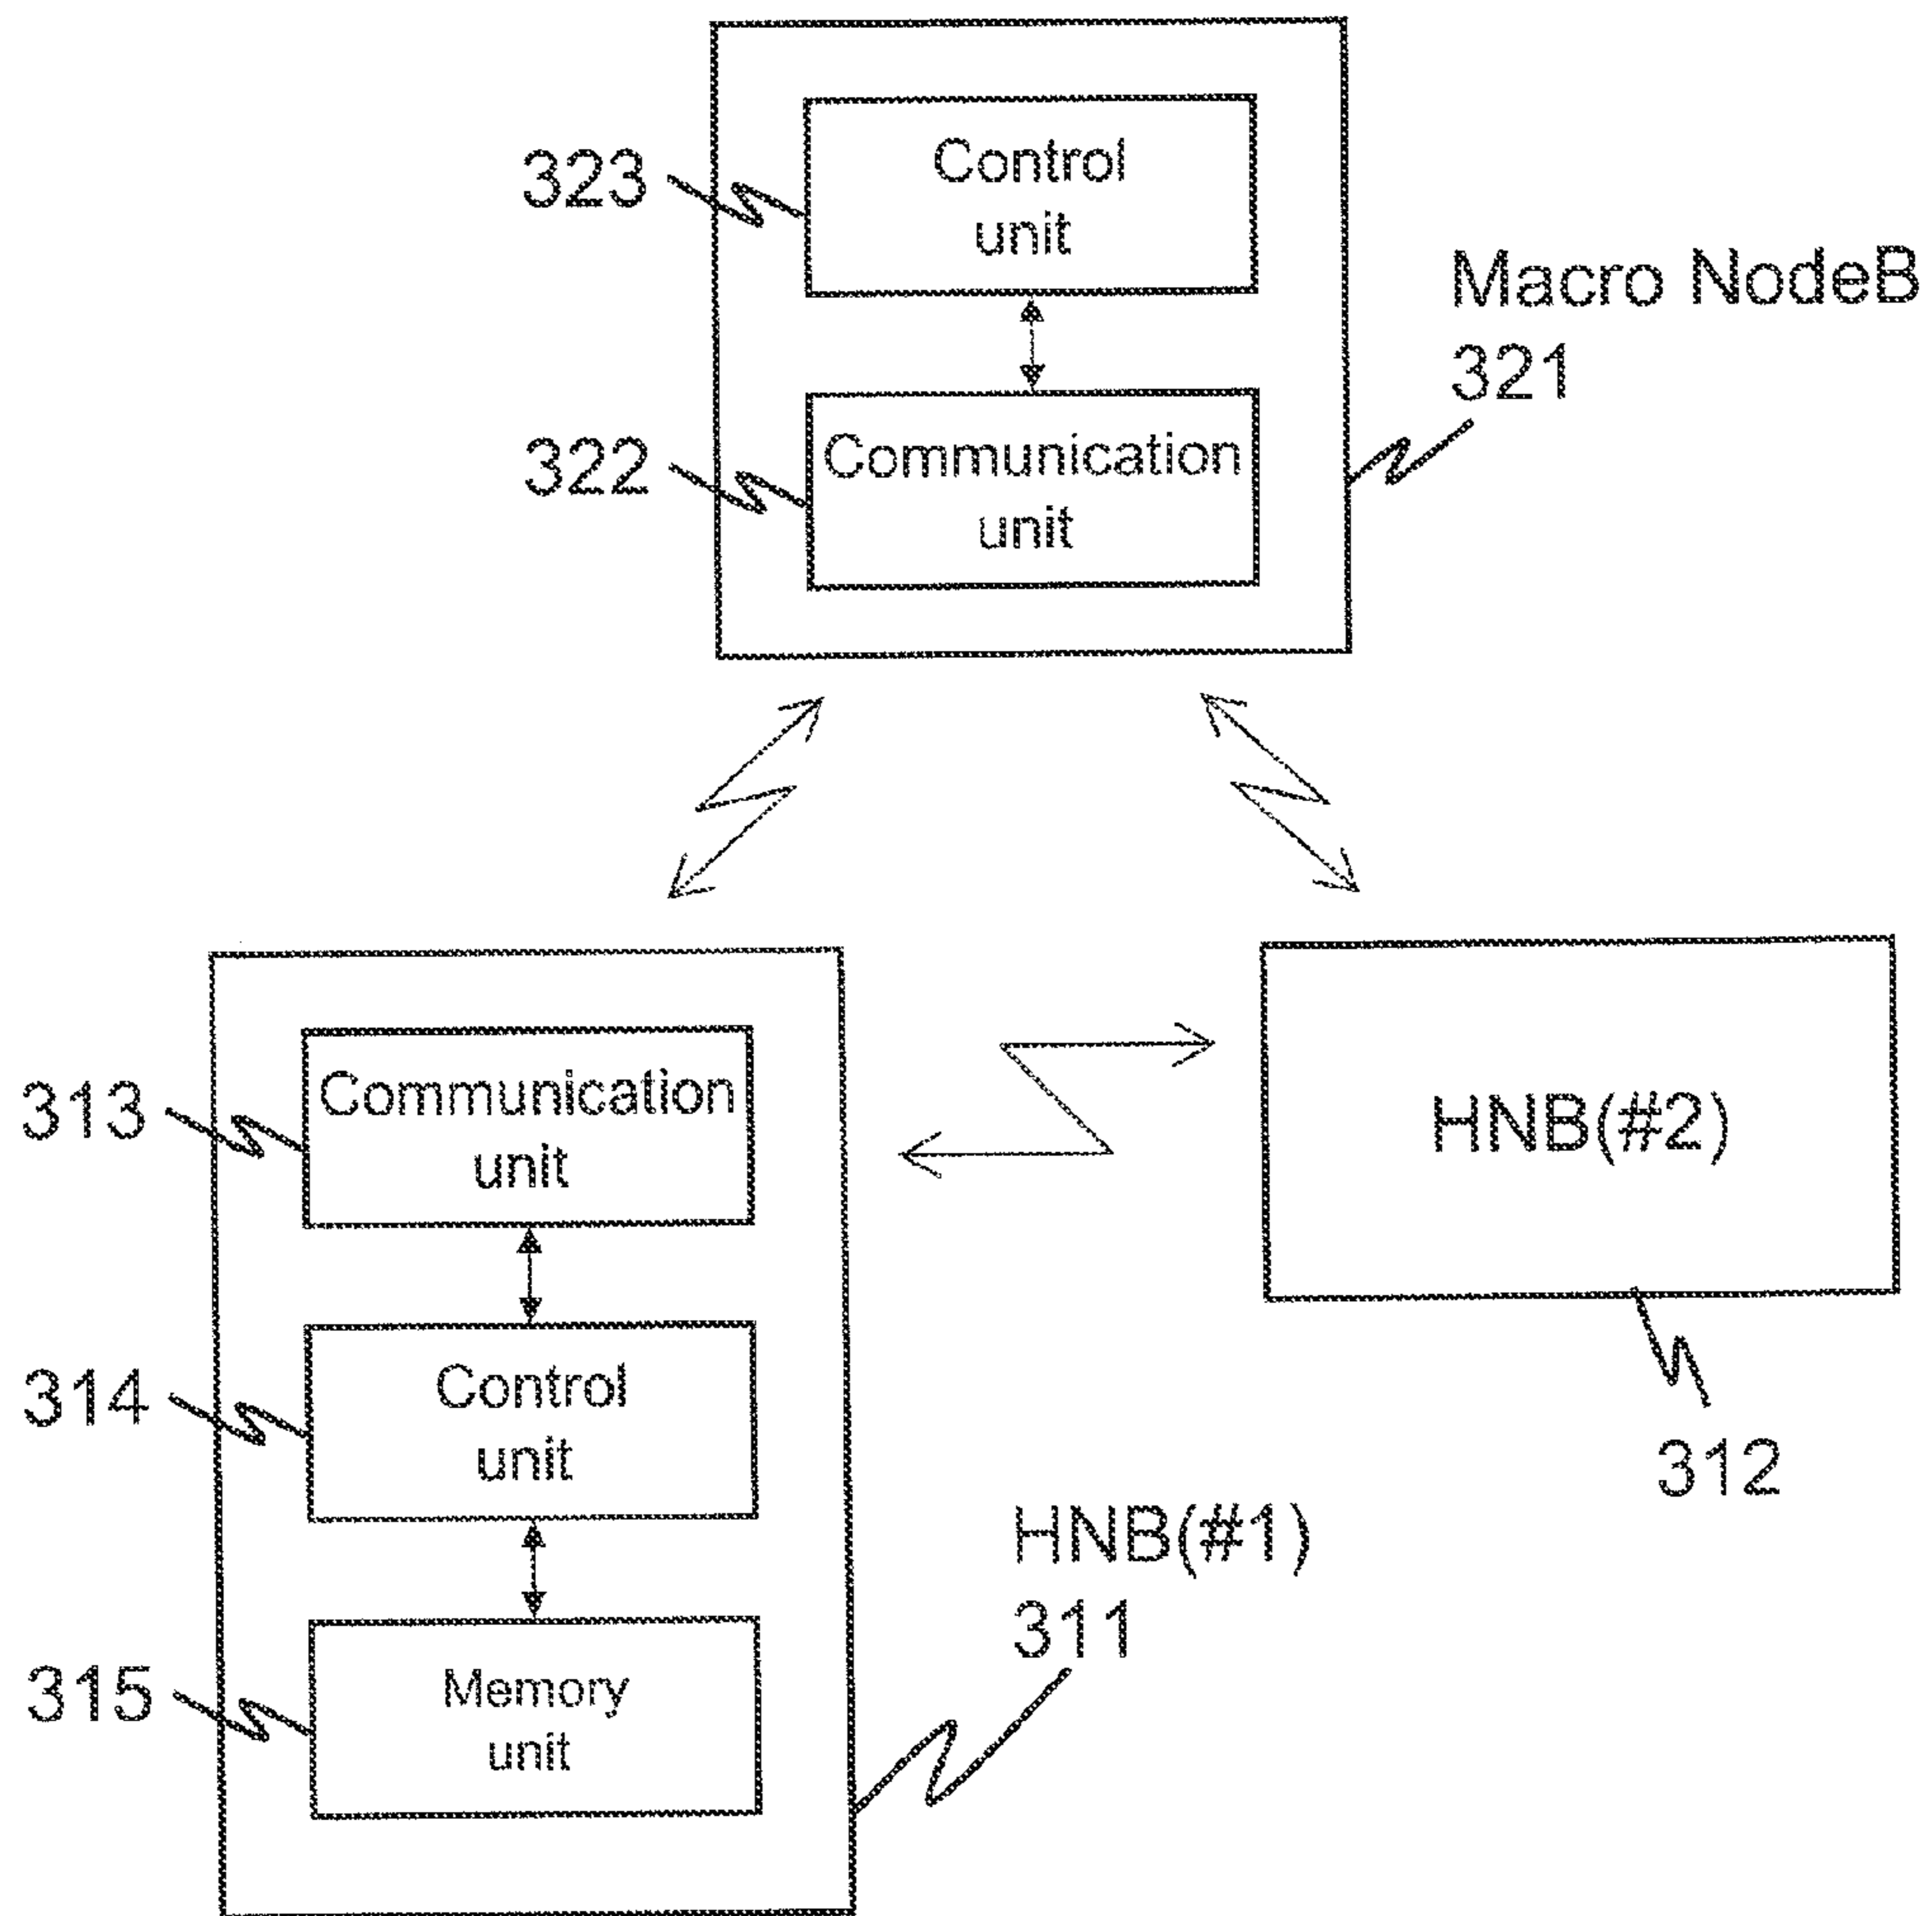 323
Control
unit
Macro NodeB
321
322
Communication
unit
313
Communication
unit
HNB(#2)
314
Control
unit
312
HNB(#1)
311
315
Memory
unit